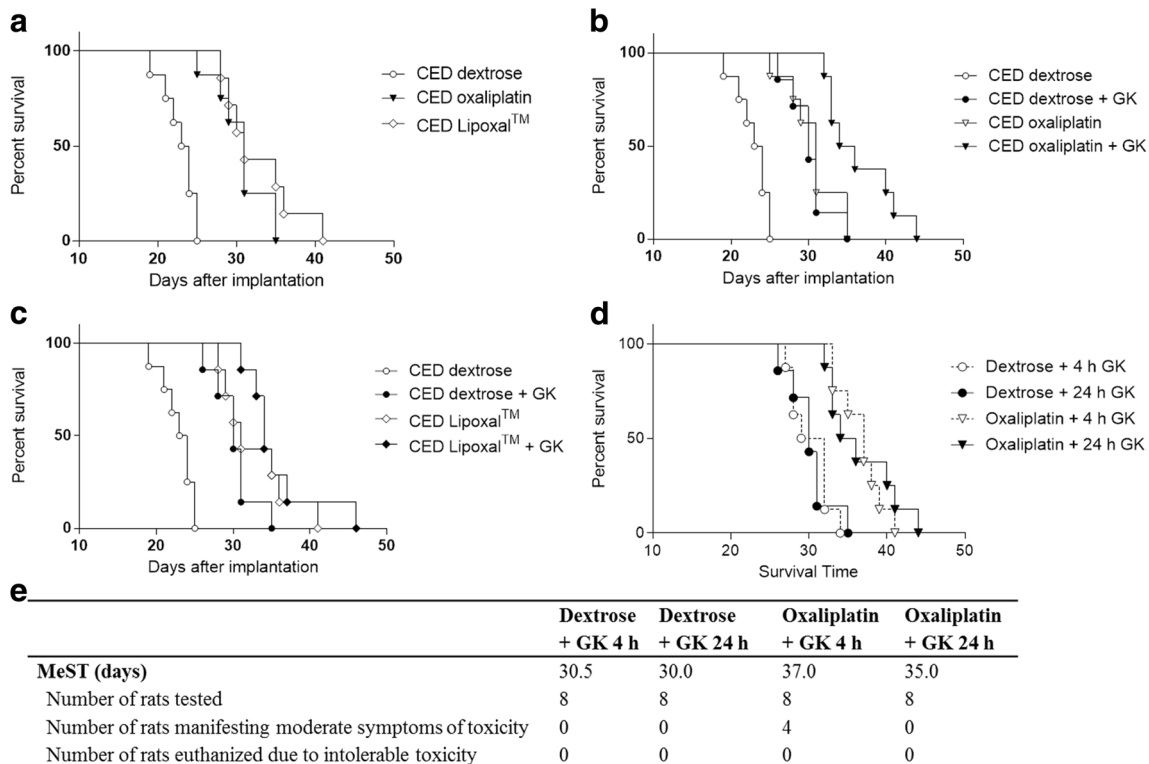 a
100
50
0
10
20
30
40
50
Percent survival
Days after implantation
CED dextrose
CED oxaliplatin
CED Lipoxal™
b
100
50
0
10
20
30
40
50
Percent survival
Days after implantation
CED dextrose
CED dextrose + GK
CED oxaliplatin
CED oxaliplatin + GK
c
100
50
0
10
20
30
40
50
Percent survival
Days after implantation
CED dextrose
CED dextrose + GK
CED Lipoxal™
CED Lipoxal™ + GK
d
100
50
0
10
20
30
40
50
Percent survival
Survival Time
Dextrose + 4 h GK
Dextrose + 24 h GK
Oxaliplatin + 4 h GK
Oxaliplatin + 24 h GK
e
Dextrose Dextrose Oxaliplatin Oxaliplatin
+ GK 4 h + GK 24 h + GK 4 h + GK 24 h
MeST (days) 30.5 30.0 37.0 35.0
Number of rats tested 8 8 8 8
Number of rats manifesting moderate symptoms of toxicity 0 0 4 0
Number of rats euthanized due to intolerable toxicity 0 0 0 0